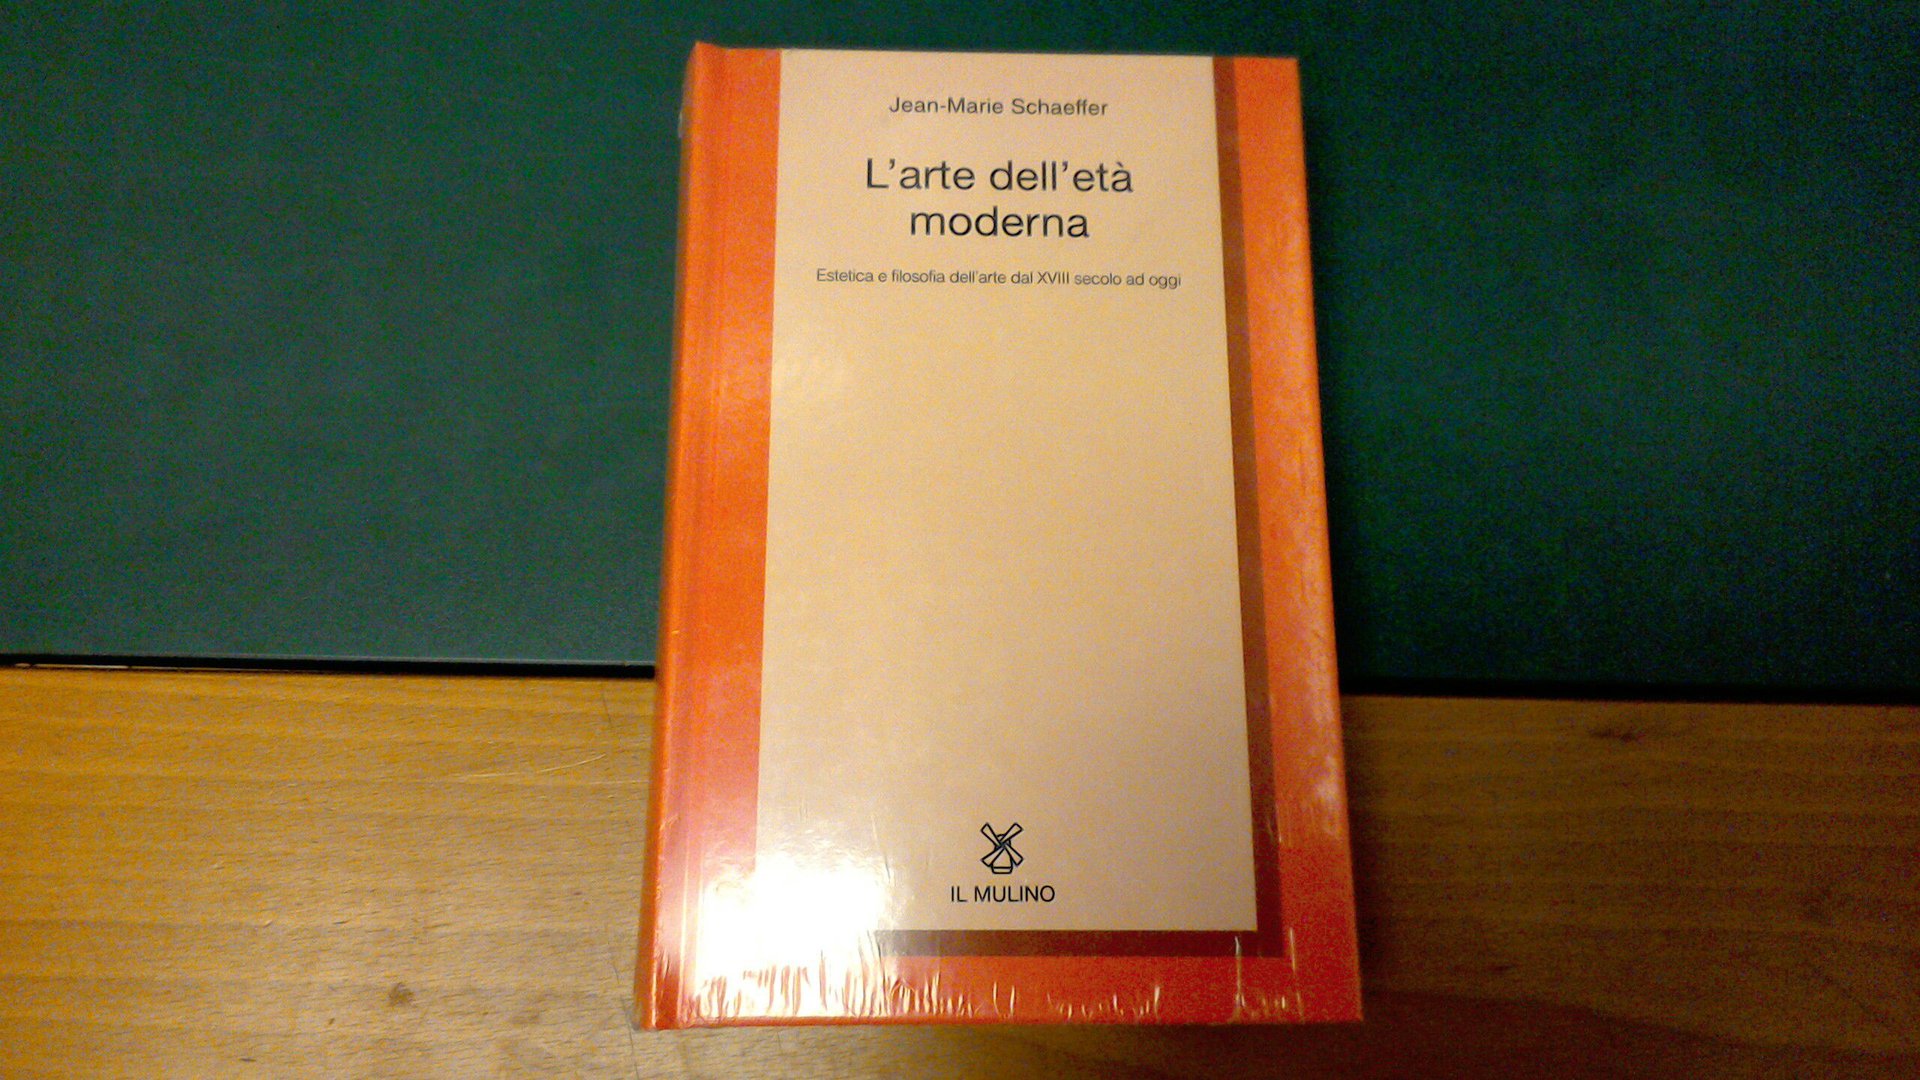 Jean-Marie Schaeffer
L'arte dell'età
moderna
Estetica e filosofia dell'arte dal XVIII secolo ad oggi
IL MULINO